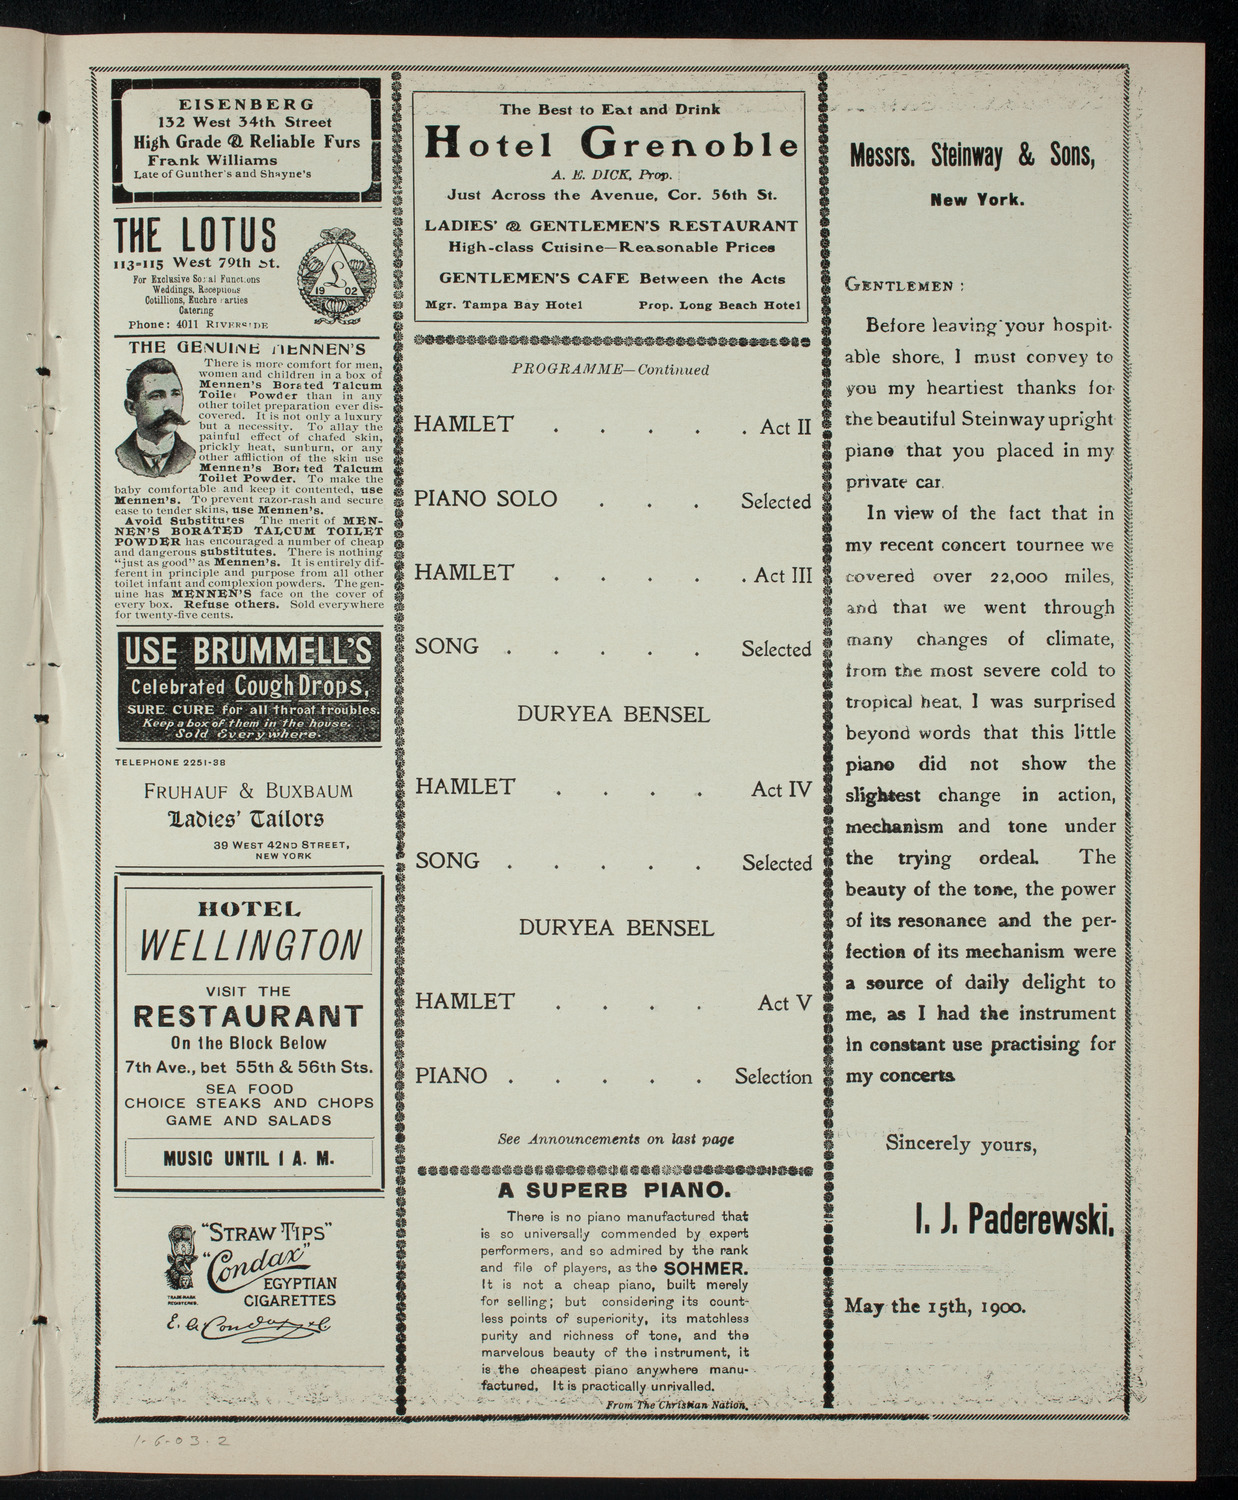 EISENBERG
132 West 34th Street
High Grade & Reliable Furs
Frank Williams
Late of Gunther's and Shayne's
THE LOTUS
113-115 West 79th St.
For Exclusive Social Functions
Weddings, Receptions
Cotillions, Euchre Parties
Catering
Phone: 4011 RIVERSIDE
L
19 02
THE GENUINE MENNEN'S
There is more comfort for men,
women and children in a box of
Mennen's Borated Talcum
Toilet Powder than in any
other toilet preparation ever dis-
covered. It is not only a luxury
but a necessity. To allay the
painful effect of chafed skin,
prickly heat, sunburn, or any
other affliction of the skin use
Mennen's Borated Talcum
Toilet Powder. To make the
baby comfortable and keep it contented, use
Mennen's. To prevent razor-rash and secure
ease to tender skins, use Mennen's.
Avoid Substitutes The merit of MEN-
NEN'S BORATED TALCUM TOILET
POWDER has encouraged a number of cheap
and dangerous substitutes. There is nothing
"just as good" as Mennen's. It is entirely dif-
ferent in principle and purpose from all other
toilet infant and complexion powders. The gen-
uine has MENNEN'S face on the cover of
every box. Refuse others. Sold everywhere
for twenty-five cents.
USE BRUMMELL'S
Celebrated Cough Drops,
SURE CURE for all throat troubles.
Keep a box of them in the house.
Sold Everywhere.
TELEPHONE 2251-38
FRUHAUF & BUXBAUM
Ladies' Tailors
39 WEST 42ND STREET,
NEW YORK
HOTEL
WELLINGTON
VISIT THE
RESTAURANT
On the Block Below
7th Ave., bet 55th & 56th Sts.
SEA FOOD
CHOICE STEAKS AND CHOPS
GAME AND SALADS
MUSIC UNTIL 1 A. M.
"STRAW TIPS"
"Condax"
EGYPTIAN
CIGARETTES
TRADE MARK
REGISTERED.
E. A. Condax & Co
The Best to Eat and Drink
Hotel Grenoble
A. E. DICK, Prop.
Just Across the Avenue, Cor. 56th St.
LADIES' & GENTLEMEN'S RESTAURANT
High-class Cuisine—Reasonable Prices
GENTLEMEN'S CAFE Between the Acts
Mgr. Tampa Bay Hotel Prop. Long Beach Hotel
PROGRAMME—Continued
HAMLET . . . . . Act II
PIANO SOLO . . . Selected
HAMLET . . . . . Act III
SONG . . . . . Selected
DURYEA BENSEL
HAMLET . . . . Act IV
SONG . . . . . Selected
DURYEA BENSEL
HAMLET . . . . Act V
PIANO . . . . . Selection
See Announcements on last page
A SUPERB PIANO.
There is no piano manufactured that
is so universally commended by expert
performers, and so admired by the rank
and file of players, as the SOHMER.
It is not a cheap piano, built merely
for selling; but considering its count-
less points of superiority, its matchless
purity and richness of tone, and the
marvelous beauty of the instrument, it
is the cheapest piano anywhere manu-
factured. It is practically unrivalled.
From The Christian Nation.
Messrs. Steinway & Sons,
New York.
GENTLEMEN:
Before leaving your hospit-
able shore, I must convey to
you my heartiest thanks for
the beautiful Steinway upright
piano that you placed in my
private car.
In view of the fact that in
my recent concert tournee we
covered over 22,000 miles,
and that we went through
many changes of climate,
from the most severe cold to
tropical heat, I was surprised
beyond words that this little
piano did not show the
slightest change in action,
mechanism and tone under
the trying ordeal. The
beauty of the tone, the power
of its resonance and the per-
fection of its mechanism were
a source of daily delight to
me, as I had the instrument
in constant use practising for
my concerts
Sincerely yours,
I. J. Paderewski.
May the 15th, 1900.
1-6-03.2